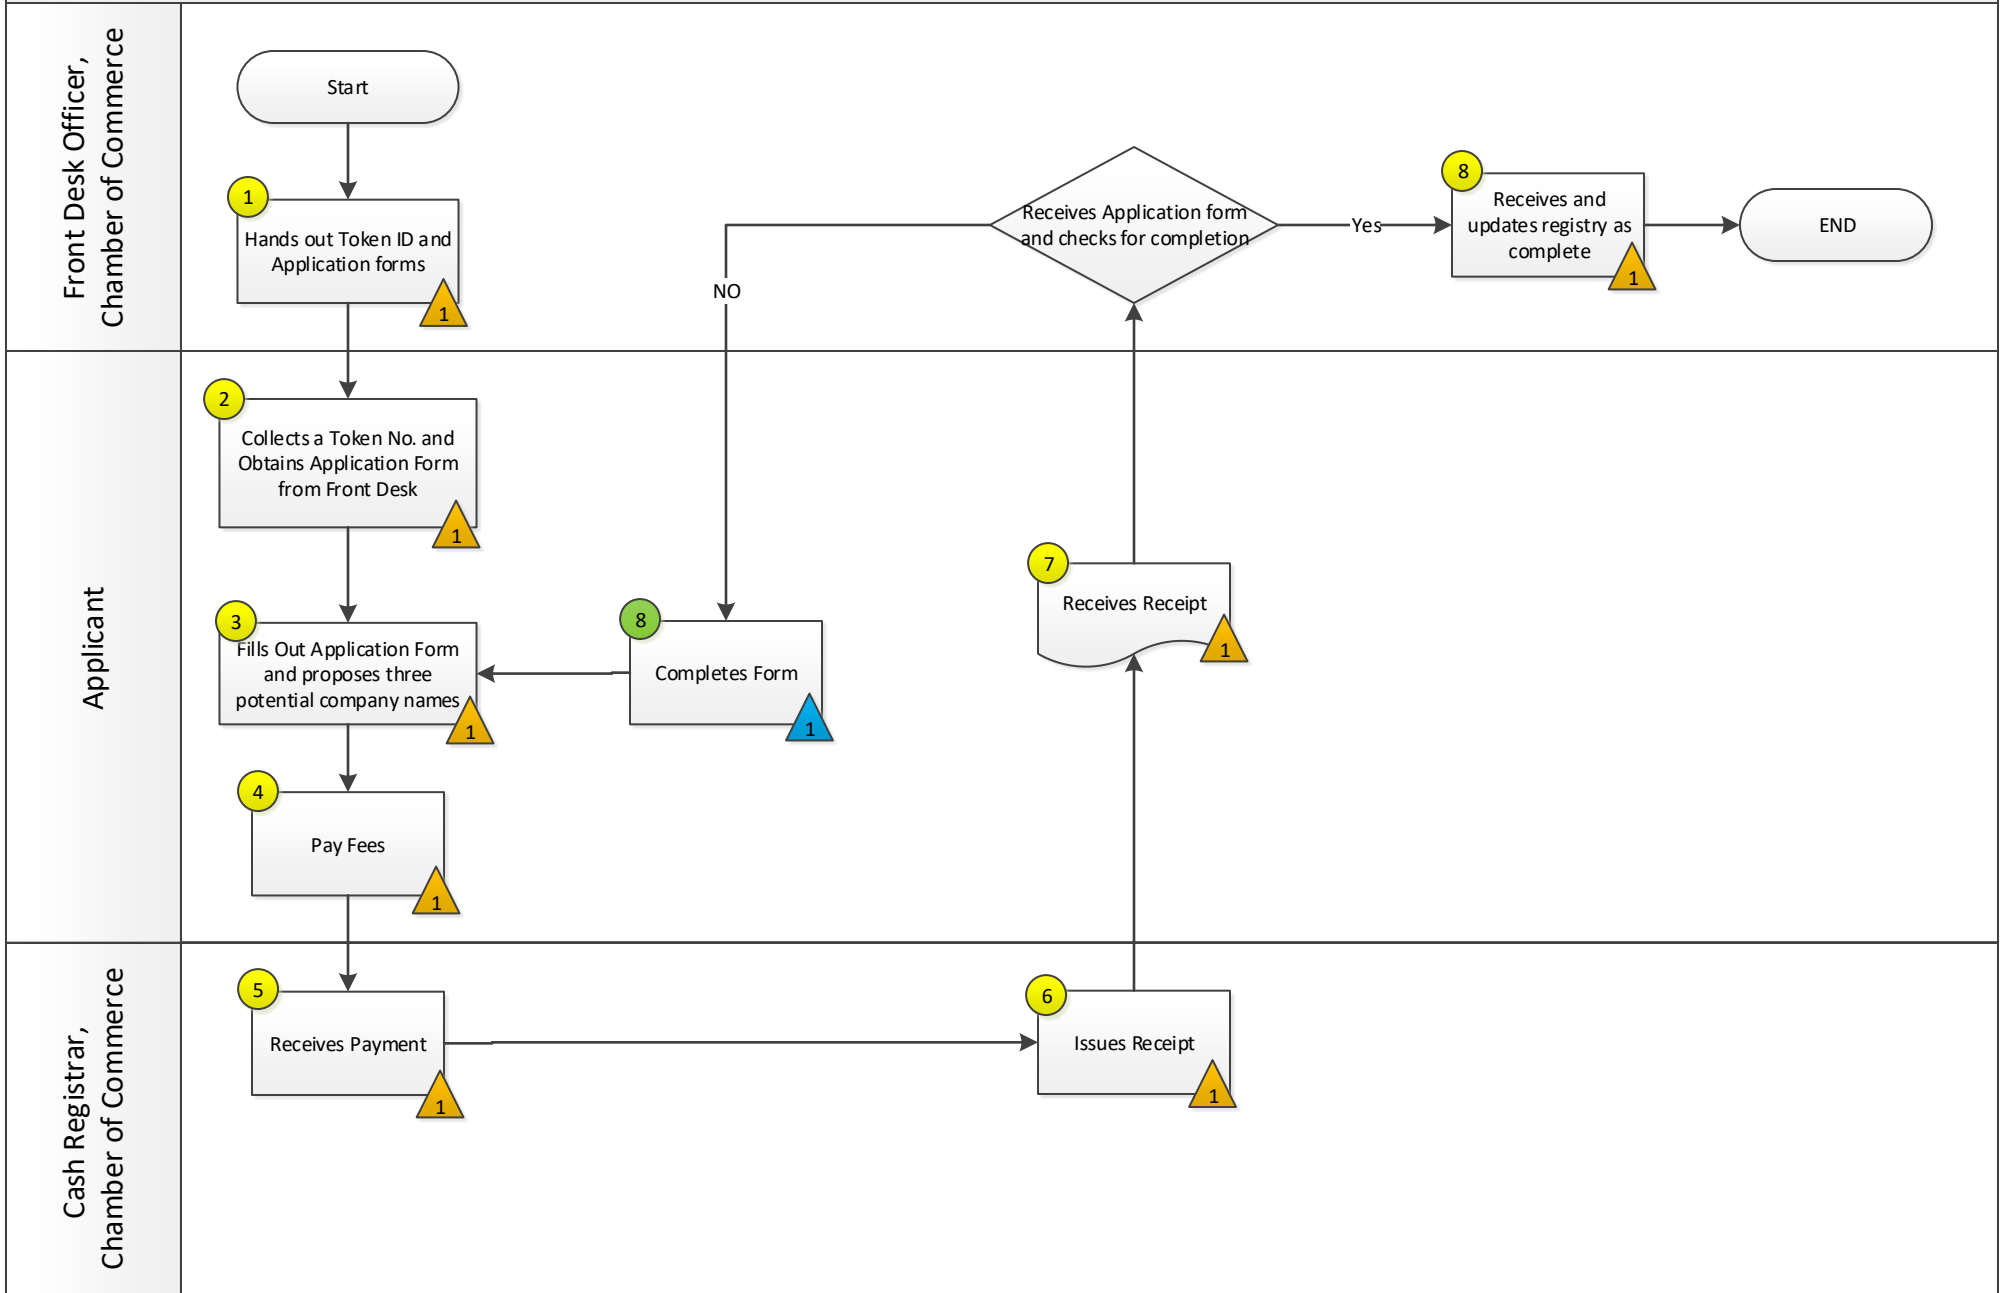 Front Desk Officer,
Chamber of Commerce
Start
1
Hands out Token ID and
Application forms
1
Receives Application form
and checks for completion
NO
Yes
8
Receives and
updates registry as
complete
1
END
Applicant
2
Collects a Token No. and
Obtains Application Form
from Front Desk
1
3
Fills Out Application Form
and proposes three
potential company names
1
8
Completes Form
1
7
Receives Receipt
1
4
Pay Fees
1
Cash Registrar,
Chamber of Commerce
5
Receives Payment
1
6
Issues Receipt
1